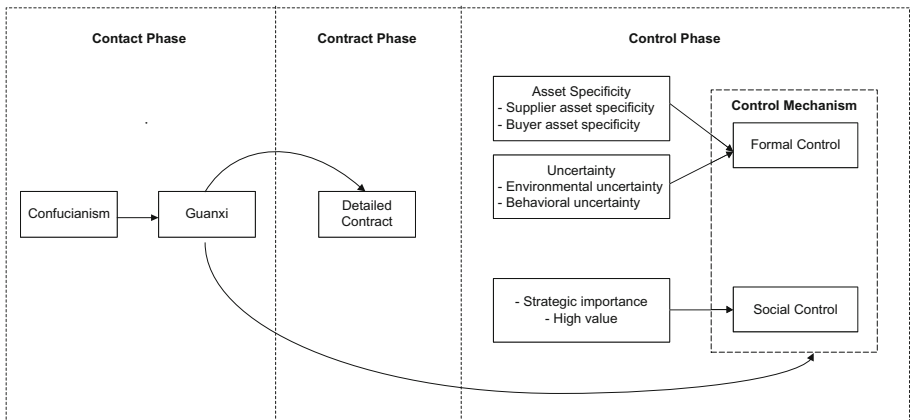 Contact Phase
Contract Phase
Control Phase
Confucianism
Guanxi
Detailed
Contract
Asset Specificity
- Supplier asset specificity
- Buyer asset specificity
Uncertainty
- Environmental uncertainty
- Behavioral uncertainty
- Strategic importance
- High value
Control Mechanism
Formal Control
Social Control